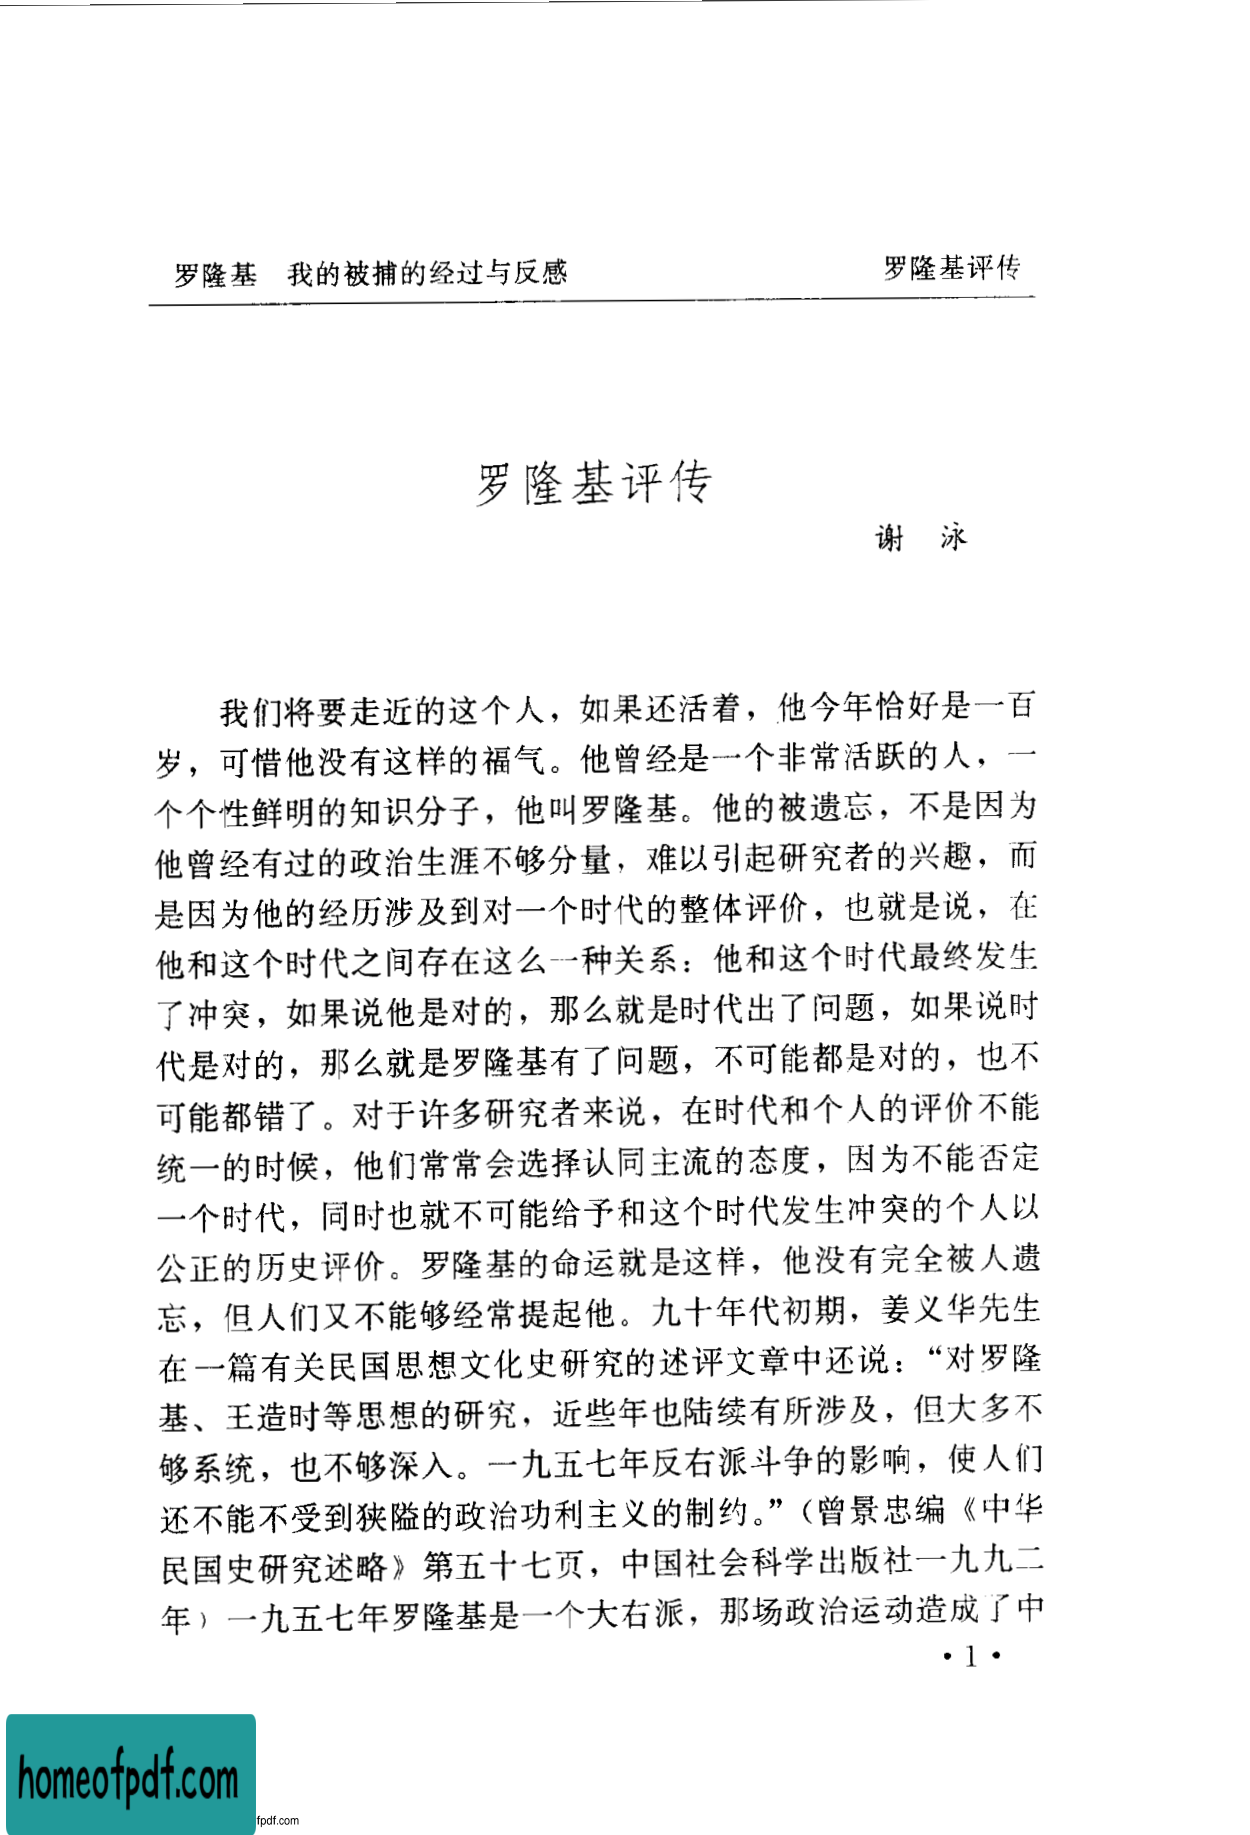 罗隆基　我的被捕的经过与反感　罗隆基评传
罗隆基评传
谢　泳
我们将要走近的这个人，如果还活着，他今年恰好是一百
岁，可惜他没有这样的福气。他曾经是一个非常活跃的人，一
个个性鲜明的知识分子，他叫罗隆基。他的被遗忘，不是因为
他曾经有过的政治生涯不够分量，难以引起研究者的兴趣，而
是因为他的经历涉及到对一个时代的整体评价，也就是说，在
他和这个时代之间存在这么一种关系：他和这个时代最终发生
了冲突，如果说他是对的，那么就是时代出了问题，如果说时
代是对的，那么就是罗隆基有了问题，不可能都是对的，也不
可能都错了。对于许多研究者来说，在时代和个人的评价不能
统一的时候，他们常常会选择认同主流的态度，因为不能否定
一个时代，同时也就不可能给予和这个时代发生冲突的个人以
公正的历史评价。罗隆基的命运就是这样，他没有完全被人遗
忘，但人们又不能够经常提起他。九十年代初期，姜义华先生
在一篇有关民国思想文化史研究的述评文章中还说：“对罗隆
基、王造时等思想的研究，近些年也陆续有所涉及，但大多不
够系统，也不够深入。一九五七年反右派斗争的影响，使人们
还不能不受到狭隘的政治功利主义的制约。”（曾景忠编《中华
民国史研究述略》第五十七页，中国社会科学出版社一九九二
年）一九五七年罗隆基是一个大右派，那场政治运动造成了中
• 1 •
homeofpdf.com
fpdf.com